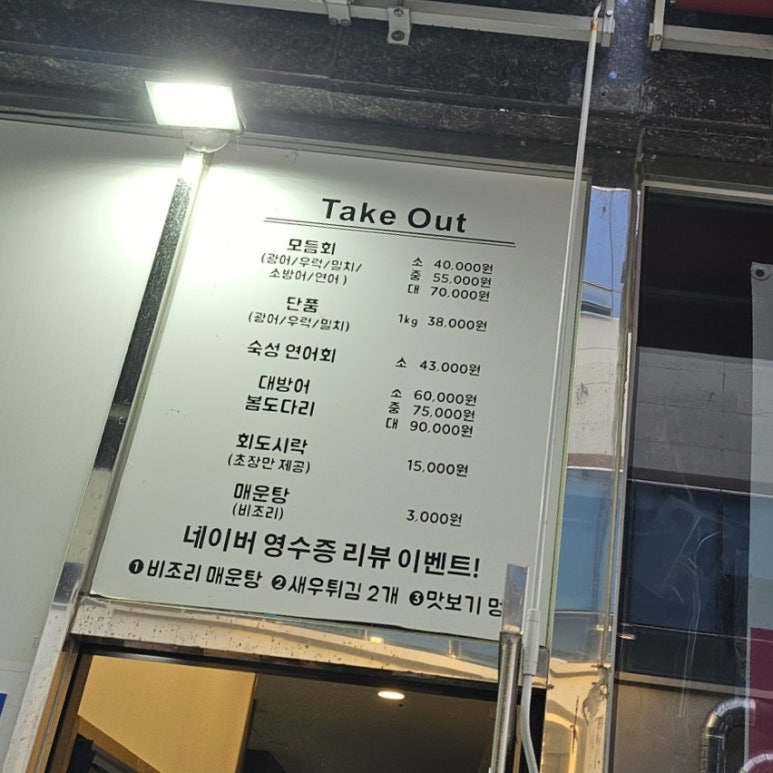 Take Out
모듬회
(광어/우럭/밀치/
소방어/연어)
소 40,000원
중 55,000원
대 70,000원
단품
(광어/우럭/밀치)
1kg 38,000원
숙성 연어회
소 43,000원
대방어
봄도다리
소 60,000원
중 75,000원
대 90,000원
회도시락
(초장만 제공)
15,000원
매운탕
(비조리)
3,000원
네이버 영수증 리뷰 이벤트!
❶비조리 매운탕 ❷새우튀김 2개 ❸맛보기